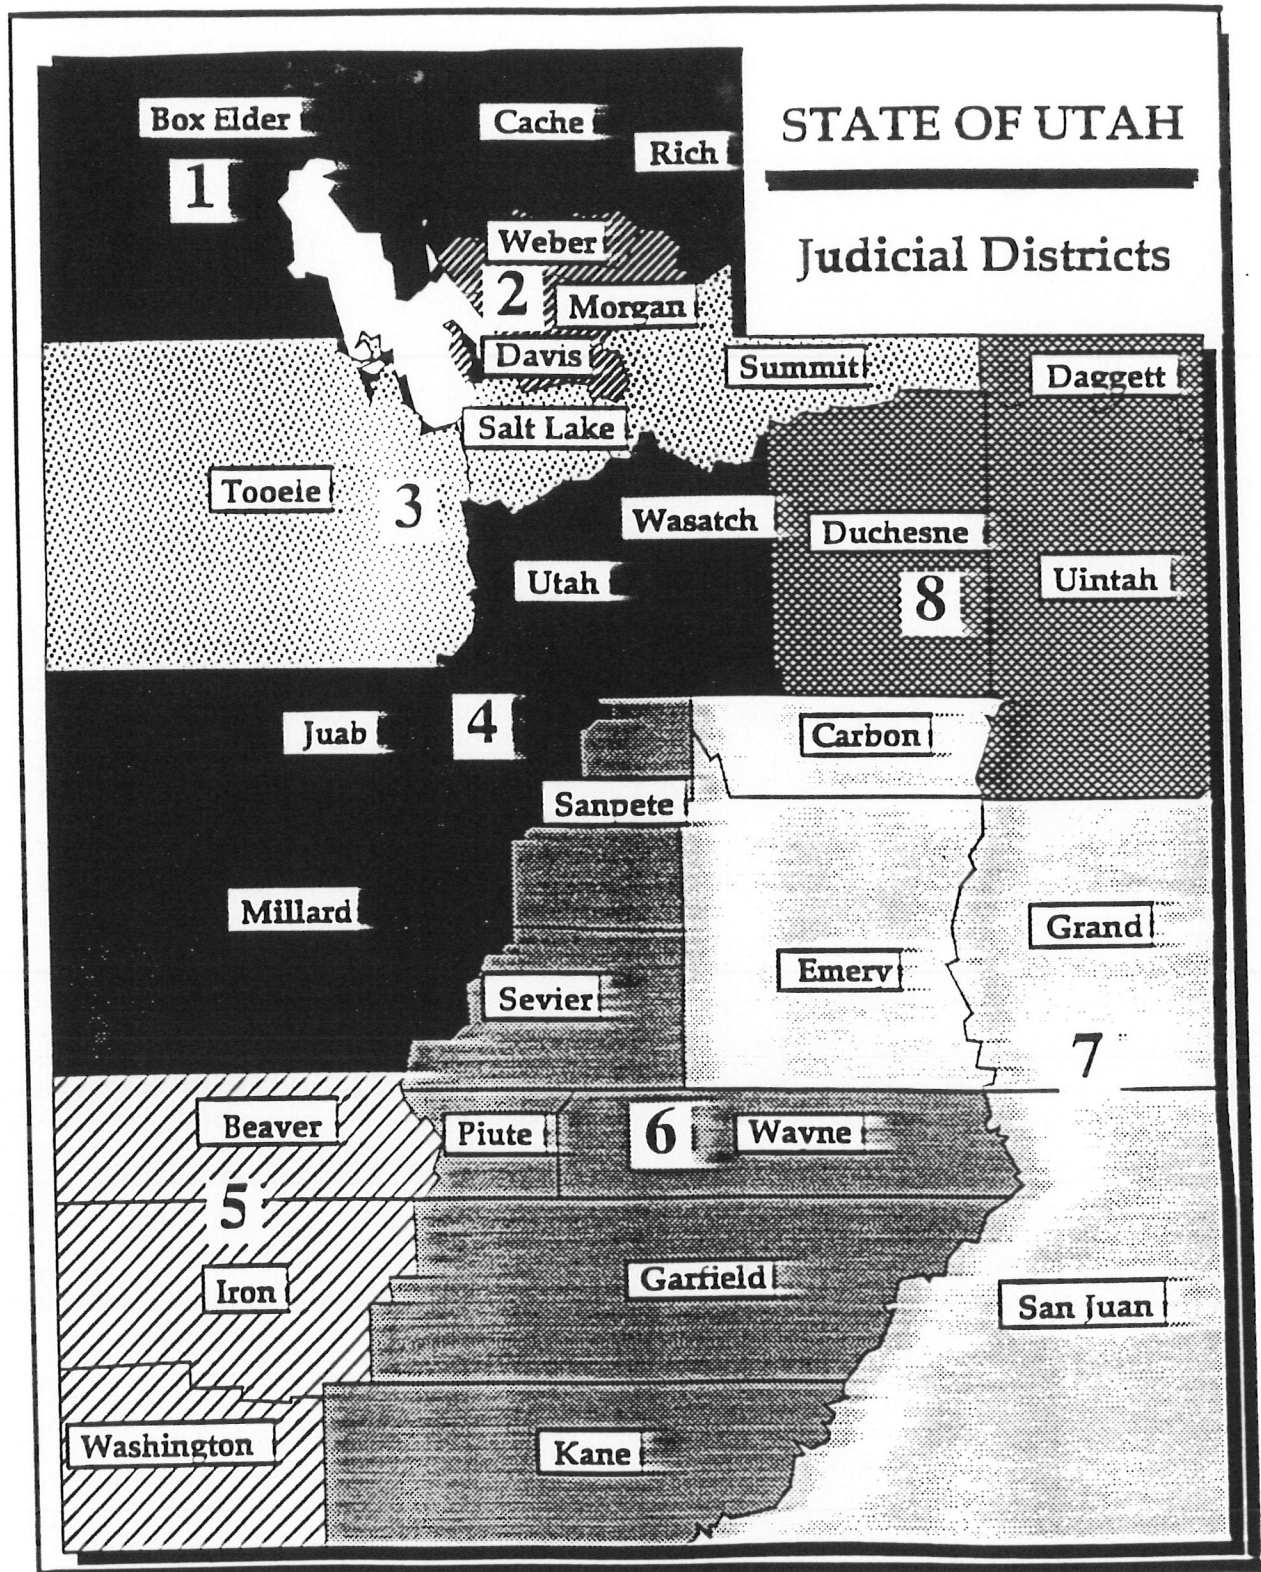 STATE OF UTAH
Judicial Districts
Box Elder
Cache
Rich
1
Weber
2
Morgan
Davis
Summit
Daggett
Salt Lake
Tooele
3
Wasatch
Duchesne
Utah
8
Uintah
Juab
4
Carbon
Sanpete
Millard
Grand
Emery
Sevier
7
Beaver
Piute
6
Wayne
5
Iron
Garfield
San Juan
Washington
Kane